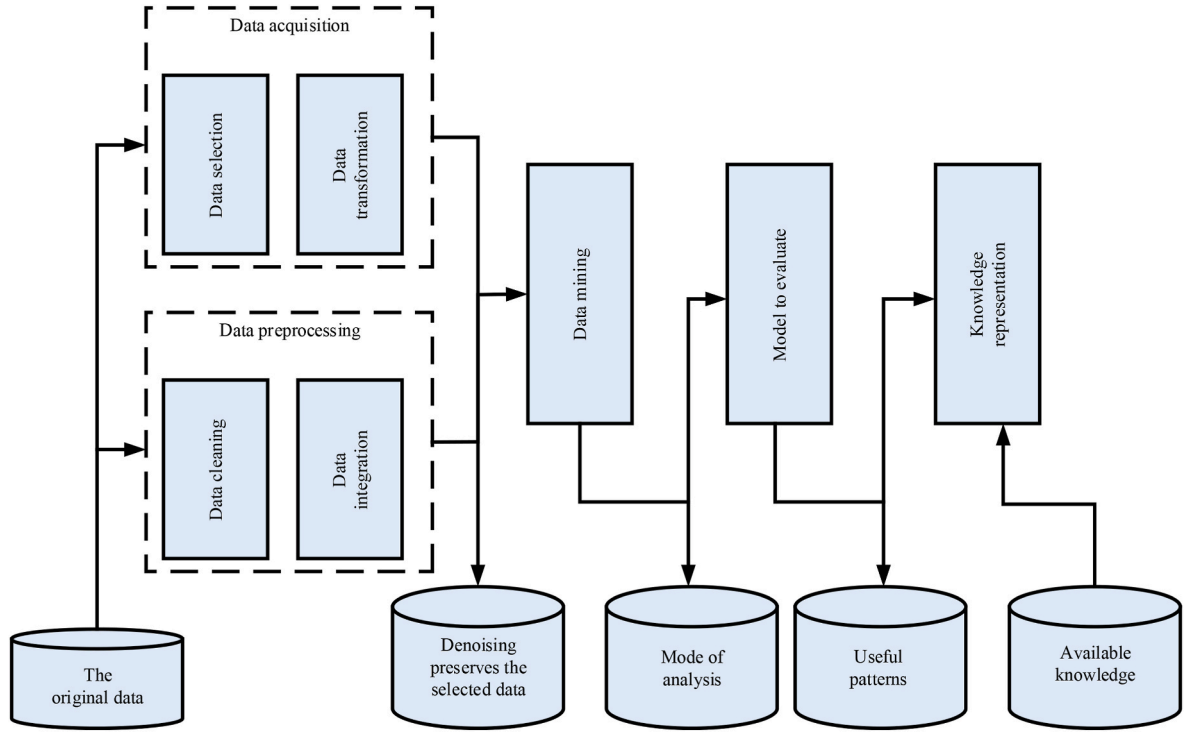 Data acquisition
Data selection
Data
transformation
Data preprocessing
Data cleaning
Data
integration
Data mining
Model to evaluate
Knowledge
representation
The
original data
Denoising
preserves the
selected data
Mode of
analysis
Useful
patterns
Available
knowledge